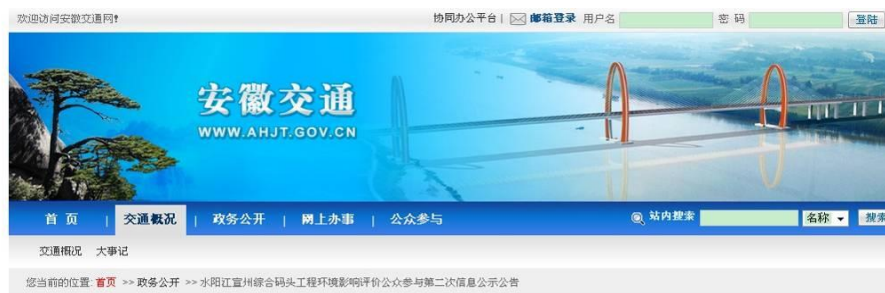 欢迎访问安徽交通网!
协同办公平台 | 邮箱登录 用户名 密 码 登陆
安徽交通
WWW.AHJT.GOV.CN
首 页 | 交通概况 | 政务公开 | 网上办事 | 公众参与 站内搜索 名称 搜索
交通概况 大事记
您当前的位置: 首页 >> 政务公开 >> 水阳江宣州综合码头工程环境影响评价公众参与第二次信息公示公告